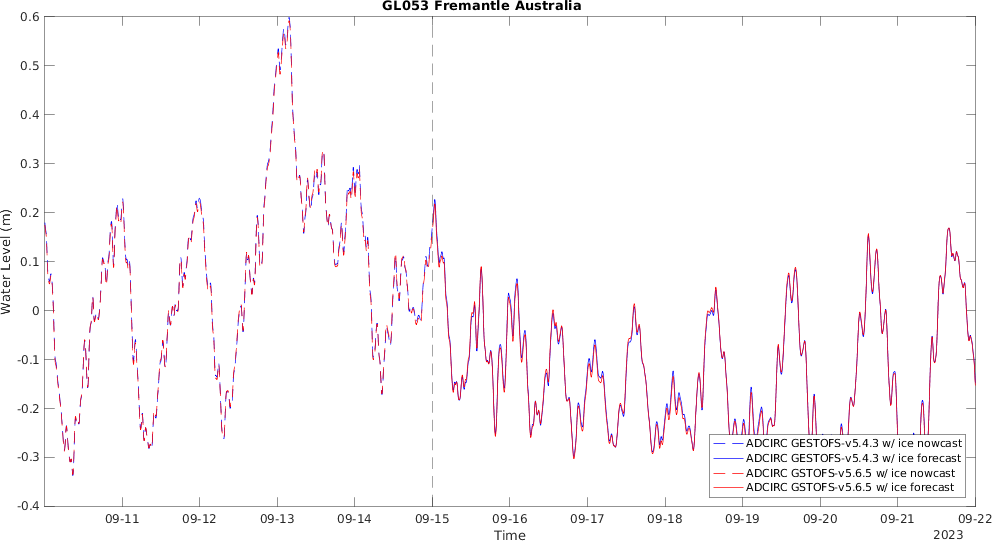 GL053 Fremantle Australia
0.6
0.5
0.4
0.3
0.2
0.1
0
-0.1
-0.2
-0.3
-0.4
Water Level (m)
ADCIRC GESTOFS-v5.4.3 w/ ice nowcast
ADCIRC GESTOFS-v5.4.3 w/ ice forecast
ADCIRC GSTOFS-v5.6.5 w/ ice nowcast
ADCIRC GSTOFS-v5.6.5 w/ ice forecast
09-11 09-12 09-13 09-14 09-15 09-16 09-17 09-18 09-19 09-20 09-21 09-22
Time
2023